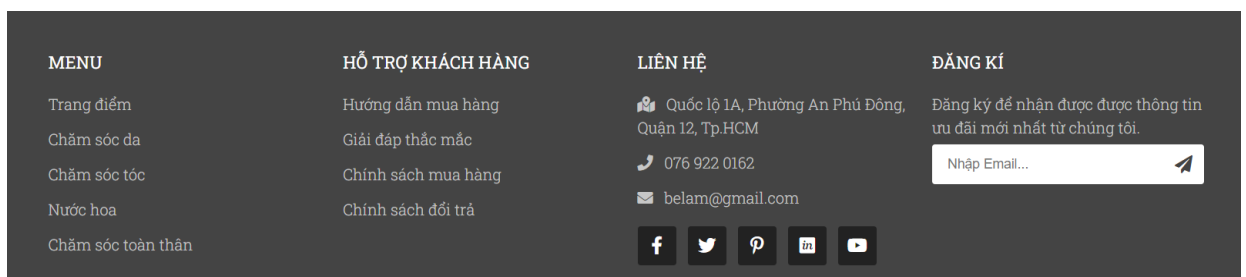 MENU
Trang điểm
Chăm sóc da
Chăm sóc tóc
Nước hoa
Chăm sóc toàn thân
HỖ TRỢ KHÁCH HÀNG
Hướng dẫn mua hàng
Giải đáp thắc mắc
Chính sách mua hàng
Chính sách đổi trả
LIÊN HỆ
Quốc lộ 1A, Phường An Phú Đông,
Quận 12, Tp.HCM
076 922 0162
belam@gmail.com
ĐĂNG KÍ
Đăng ký để nhận được được thông tin
ưu đãi mới nhất từ chúng tôi.
Nhập Email...